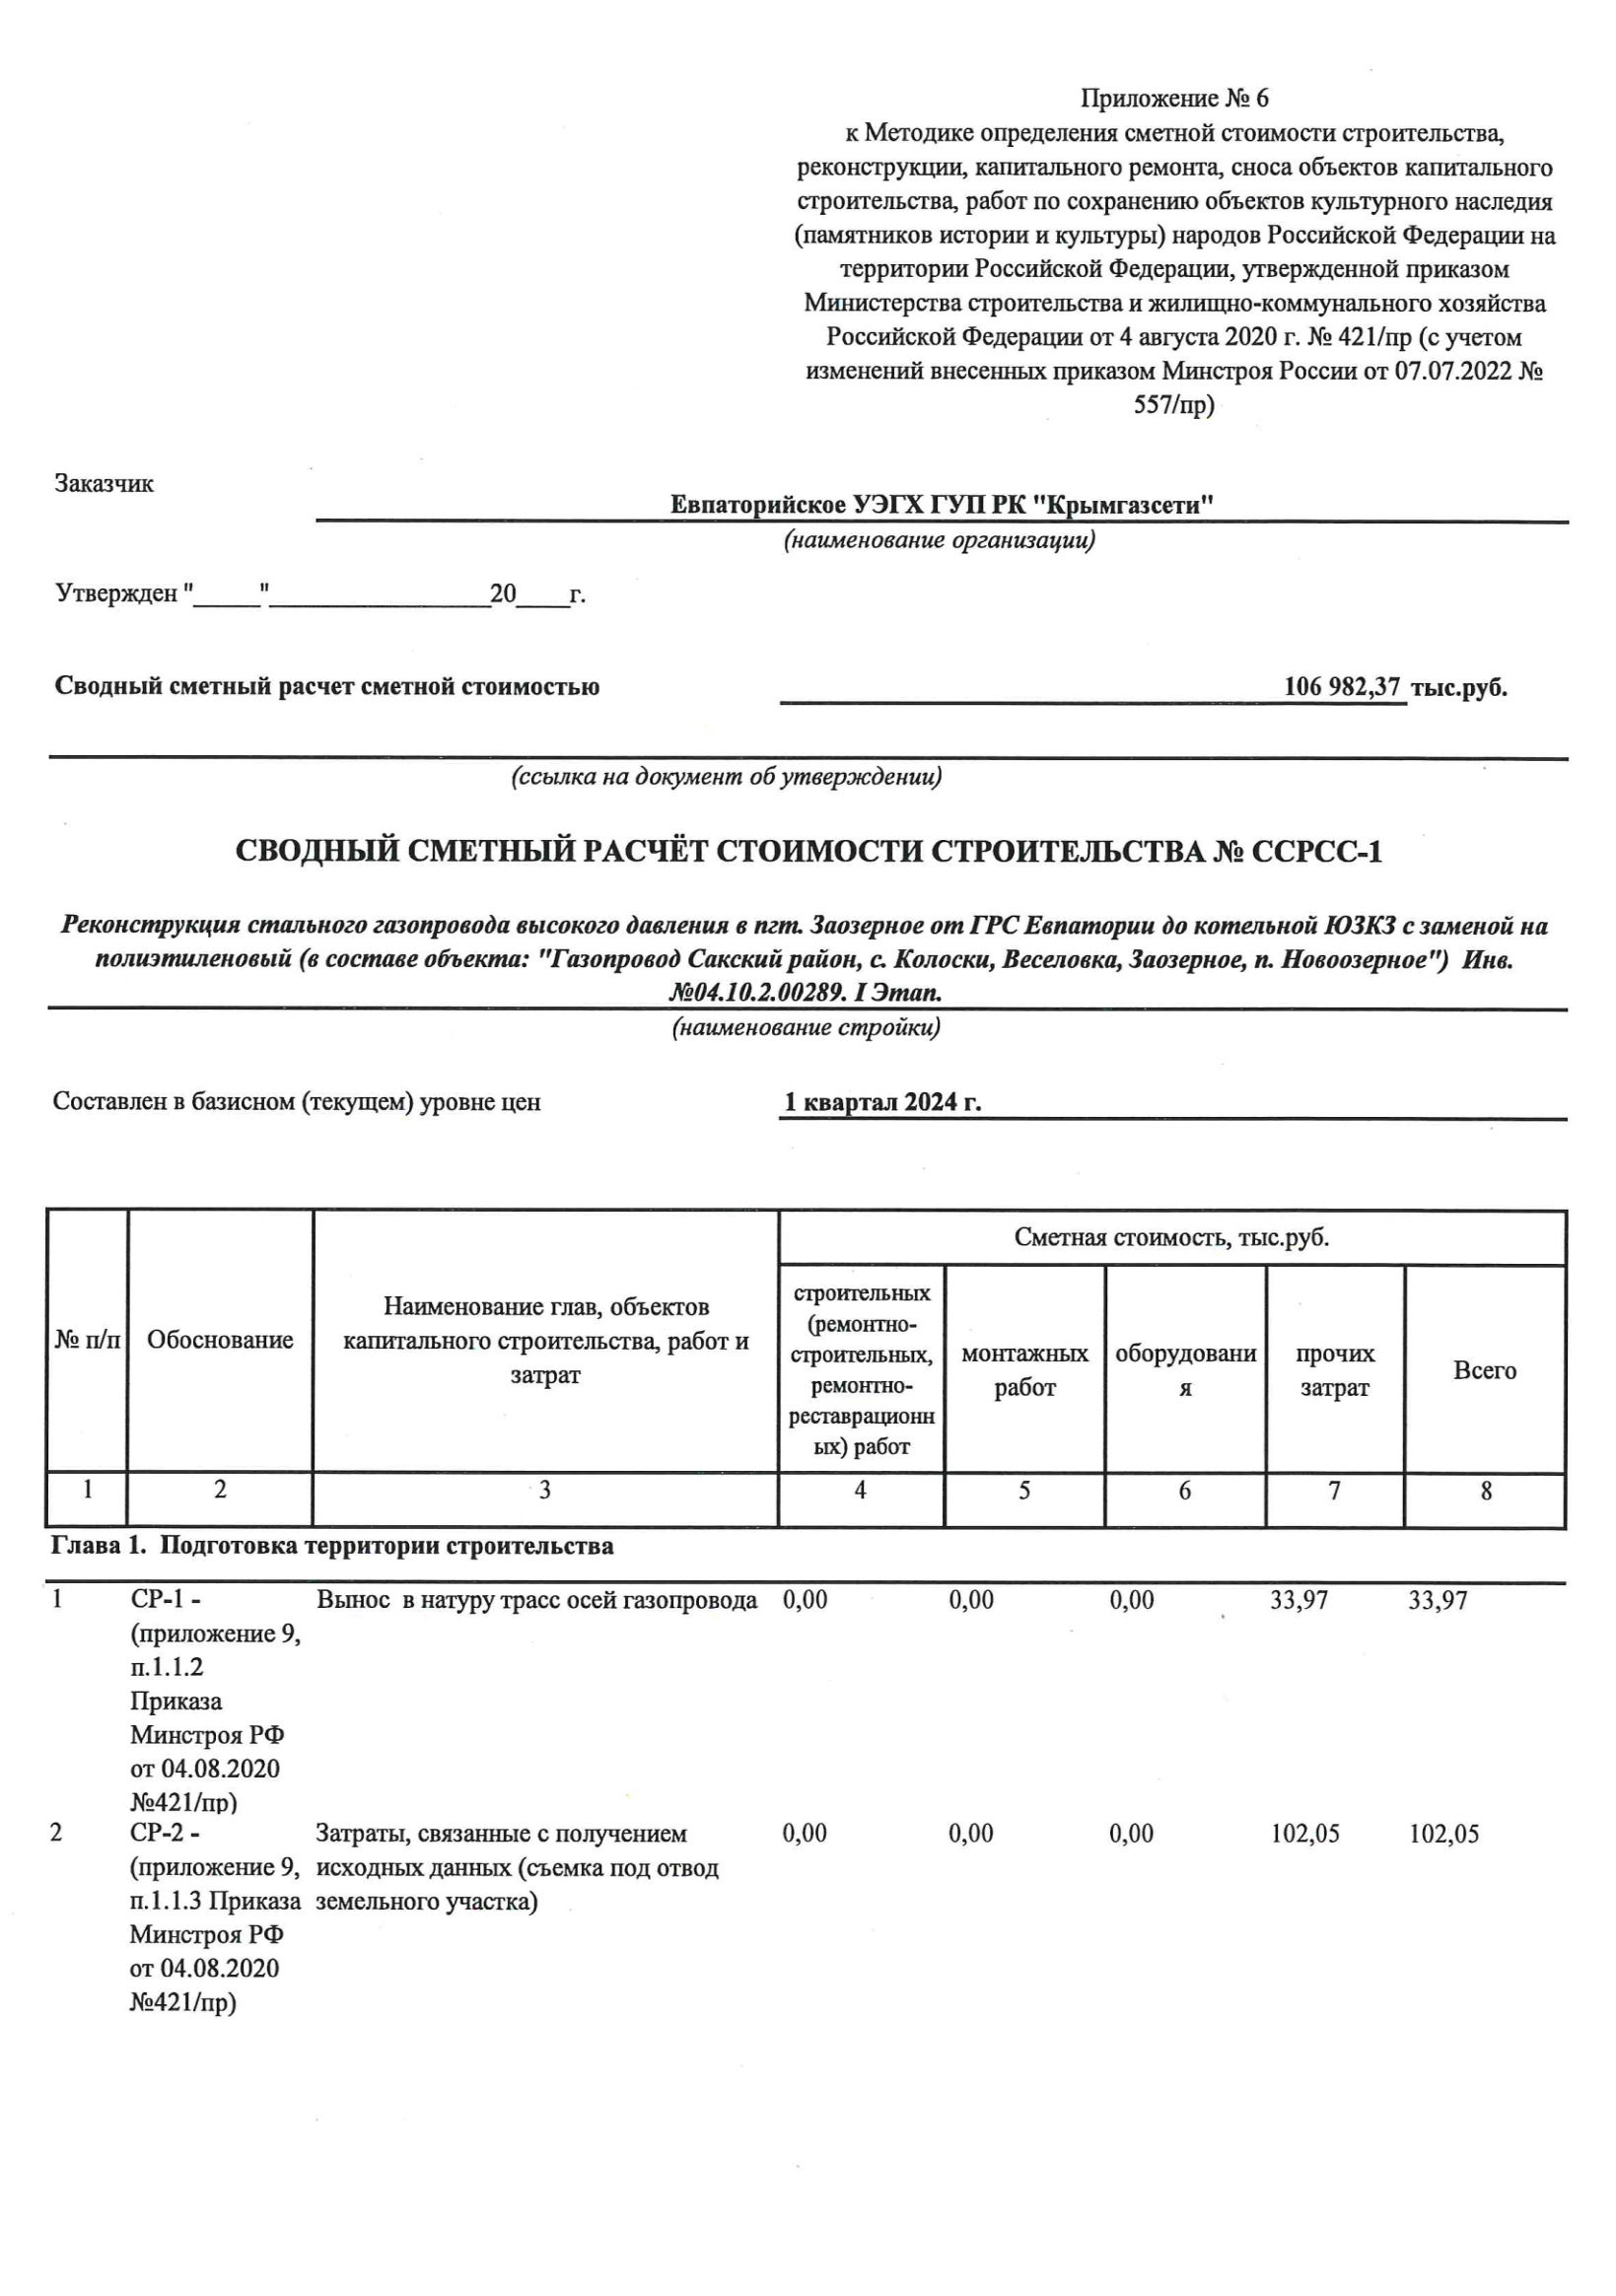 Приложение № 6
к Методике определения сметной стоимости строительства,
реконструкции, капитального ремонта, сноса объектов капитального
строительства, работ по сохранению объектов культурного наследия
(памятников истории и культуры) народов Российской Федерации на
территории Российской Федерации, утвержденной приказом
Министерства строительства и жилищно-коммунального хозяйства
Российской Федерации от 4 августа 2020 г. № 421/пр (с учетом
изменений внесенных приказом Минстроя России от 07.07.2022 №
557/пр)
Заказчик
Евпаторийское УЭГХ ГУП РК "Крымгазсети"
(наименование организации)
Утвержден "_____"________________20____г.
Сводный сметный расчет сметной стоимостью 106 982,37 тыс.руб.
(ссылка на документ об утверждении)
СВОДНЫЙ СМЕТНЫЙ РАСЧЁТ СТОИМОСТИ СТРОИТЕЛЬСТВА № ССРСС-1
Реконструкция стального газопровода высокого давления в пгт. Заозерное от ГРС Евпатории до котельной ЮЗКЗ с заменой на
полиэтиленовый (в составе объекта: "Газопровод Сакский район, с. Колоски, Веселовка, Заозерное, п. Новоозерное") Инв.
№04.10.2.00289. I Этап.
(наименование стройки)
Составлен в базисном (текущем) уровне цен 1 квартал 2024 г.
№ п/п
Обоснование
Наименование глав, объектов
капитального строительства, работ и
затрат
Сметная стоимость, тыс.руб.
строительных
(ремонтно-
строительных,
ремонтно-
реставрационн
ых) работ
монтажных
работ
оборудовани
я
прочих
затрат
Всего
1 2 3 4 5 6 7 8
Глава 1. Подготовка территории строительства
1 СР-1 - Вынос в натуру трасс осей газопровода 0,00 0,00 0,00 33,97 33,97
(приложение 9,
п.1.1.2
Приказа
Минстроя РФ
от 04.08.2020
№421/пр)
2 СР-2 - Затраты, связанные с получением 0,00 0,00 0,00 102,05 102,05
(приложение 9, исходных данных (съемка под отвод
п.1.1.3 Приказа земельного участка)
Минстроя РФ
от 04.08.2020
№421/пр)